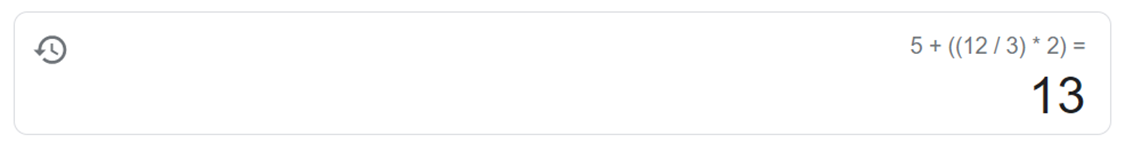 5 + ((12 / 3) * 2) =
13